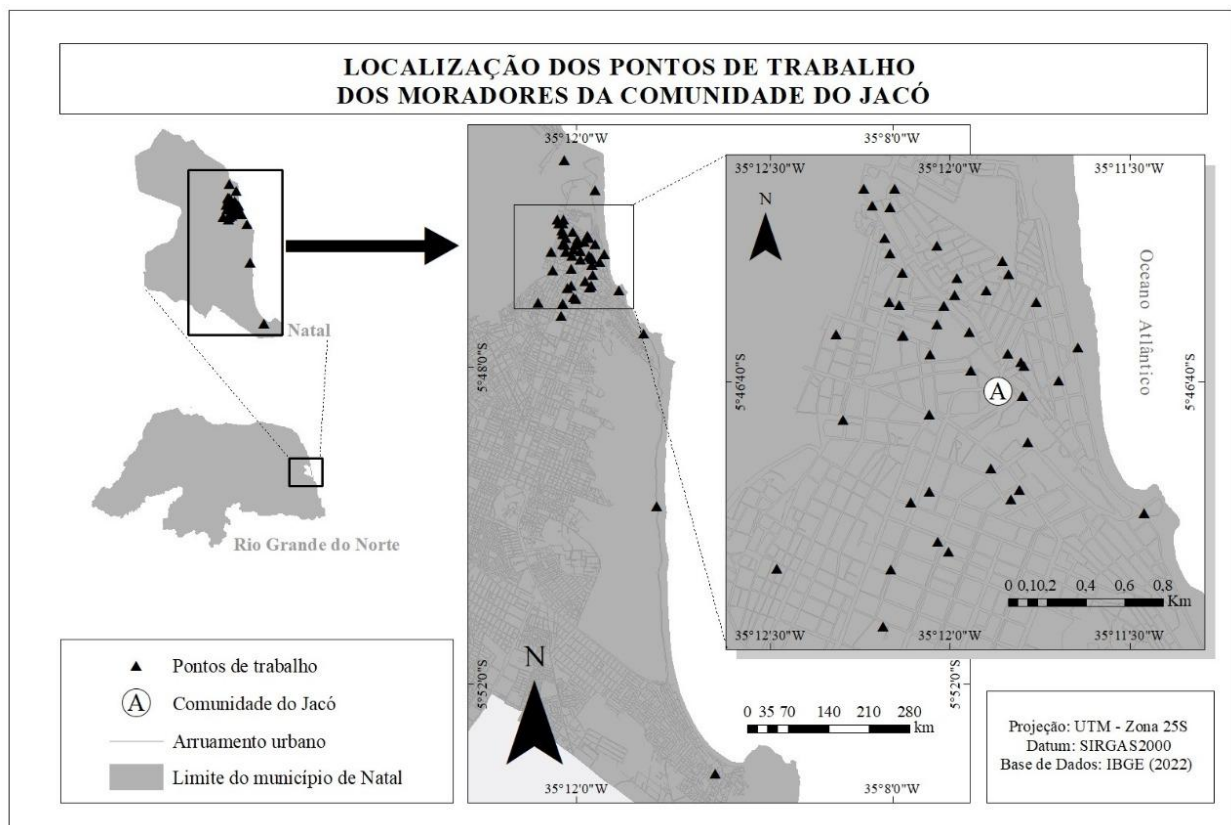 LOCALIZAÇÃO DOS PONTOS DE TRABALHO
DOS MORADORES DA COMUNIDADE DO JACÓ
Natal
Rio Grande do Norte
35°12'0"W
35°8'0"W
5°48'0"S
5°52'0"S
5°52'0"S
35°12'0"W
35°8'0"W
N
35°12'30"W
35°12'0"W
35°11'30"W
N
Oceano Atlântico
5°46'40"S
5°46'40"S
A
0 0,10,2 0,4 0,6 0,8
Km
35°12'30"W
35°12'0"W
35°11'30"W
0 35 70 140 210 280
km
Pontos de trabalho
A Comunidade do Jacó
Arruamento urbano
Limite do município de Natal
Projeção: UTM - Zona 25S
Datum: SIRGAS2000
Base de Dados: IBGE (2022)